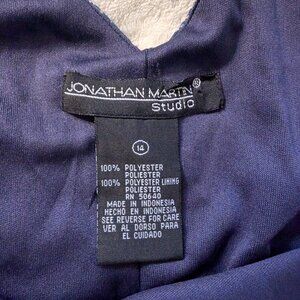 JONATHAN MARTIN®
studio
14
100% POLYESTER
POLIESTER
100% POLYESTER LINING
POLIESTER
RN 50640
MADE IN INDONESIA
HECHO EN INDONESIA
SEE REVERSE FOR CARE
VER AL DORSO PARA
EL CUIDADO